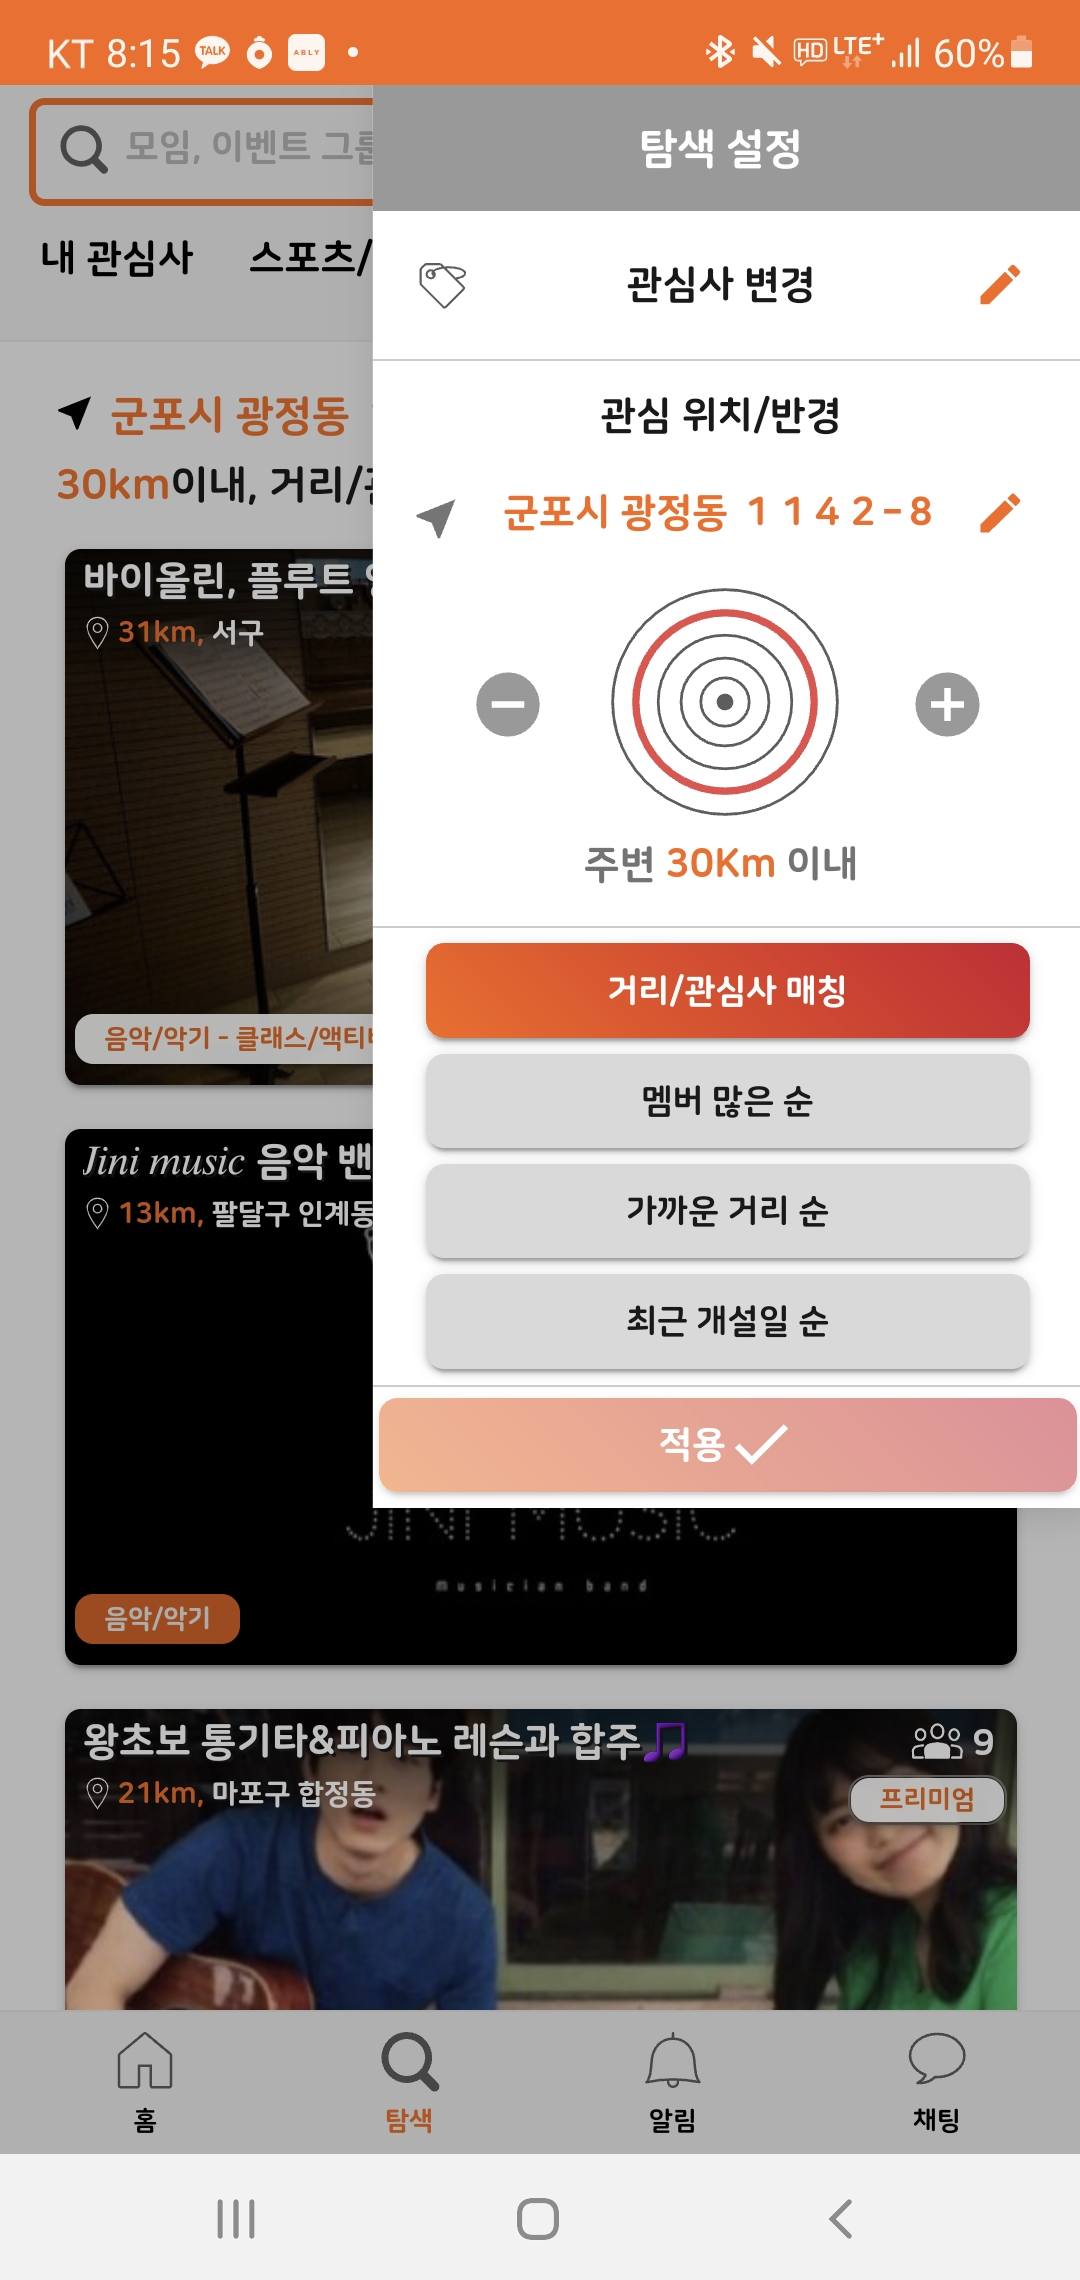 KT 8:15 TALK ABLY HD LTE+ 60%
모임, 이벤트 그룹
탐색 설정
내 관심사 스포츠/
관심사 변경
군포시 광정동
30km이내, 거리/관
관심 위치/반경
군포시 광정동 1142-8
주변 30Km 이내
바이올린, 플루트
31km, 서구
음악/악기 - 클래스/액티비
거리/관심사 매칭
멤버 많은 순
가까운 거리 순
최근 개설일 순
적용
Jini music 음악 밴
13km, 팔달구 인계동
JINI MUSIC
musician band
음악/악기
왕초보 통기타&피아노 레슨과 합주 9
21km, 마포구 합정동
프리미엄
홈 탐색 알림 채팅